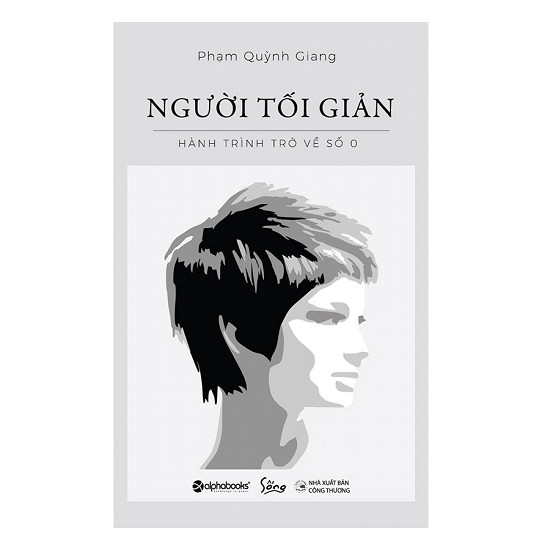 Phạm Quỳnh Giang
NGƯỜI TỐI GIẢN
HÀNH TRÌNH TRỞ VỀ SỐ 0
alphabooks
Sống
NHÀ XUẤT BẢN
CÔNG THƯƠNG